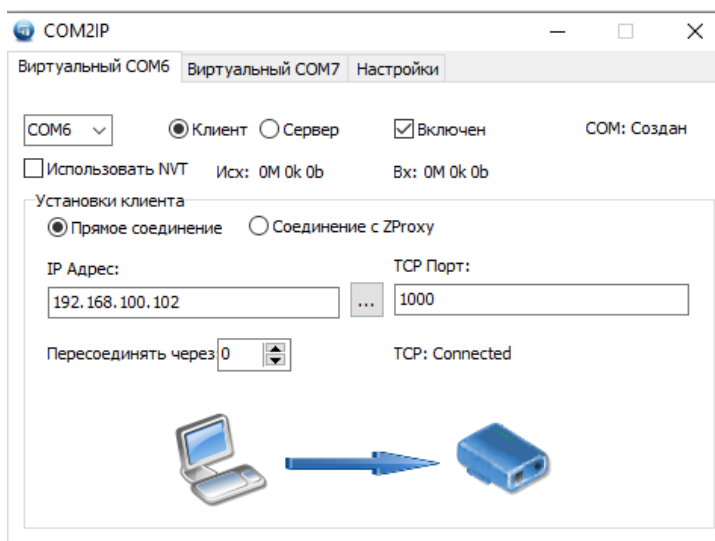 COM2IP
Виртуальный COM6 Виртуальный COM7 Настройки
COM6 Клиент Сервер Включен COM: Создан
Использовать NVT Исх: 0M 0k 0b Вх: 0M 0k 0b
Установки клиента
Прямое соединение Соединение с ZProxy
IP Адрес: TCP Порт:
192.168.100.102 ... 1000
Пересоединять через 0 TCP: Connected